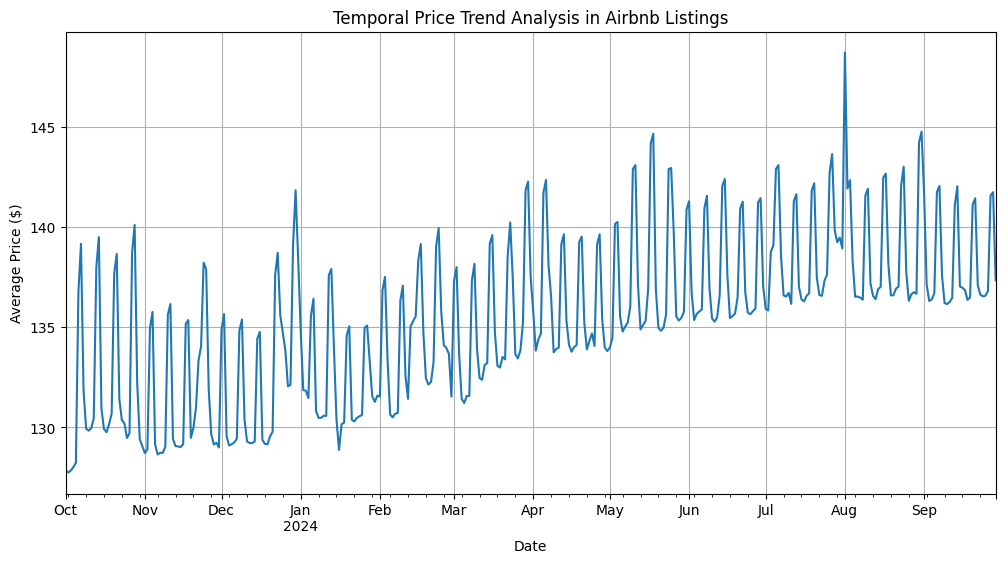 Temporal Price Trend Analysis in Airbnb Listings
Average Price ($)
145
140
135
130
Oct Nov Dec Jan Feb Mar Apr May Jun Jul Aug Sep
2024
Date